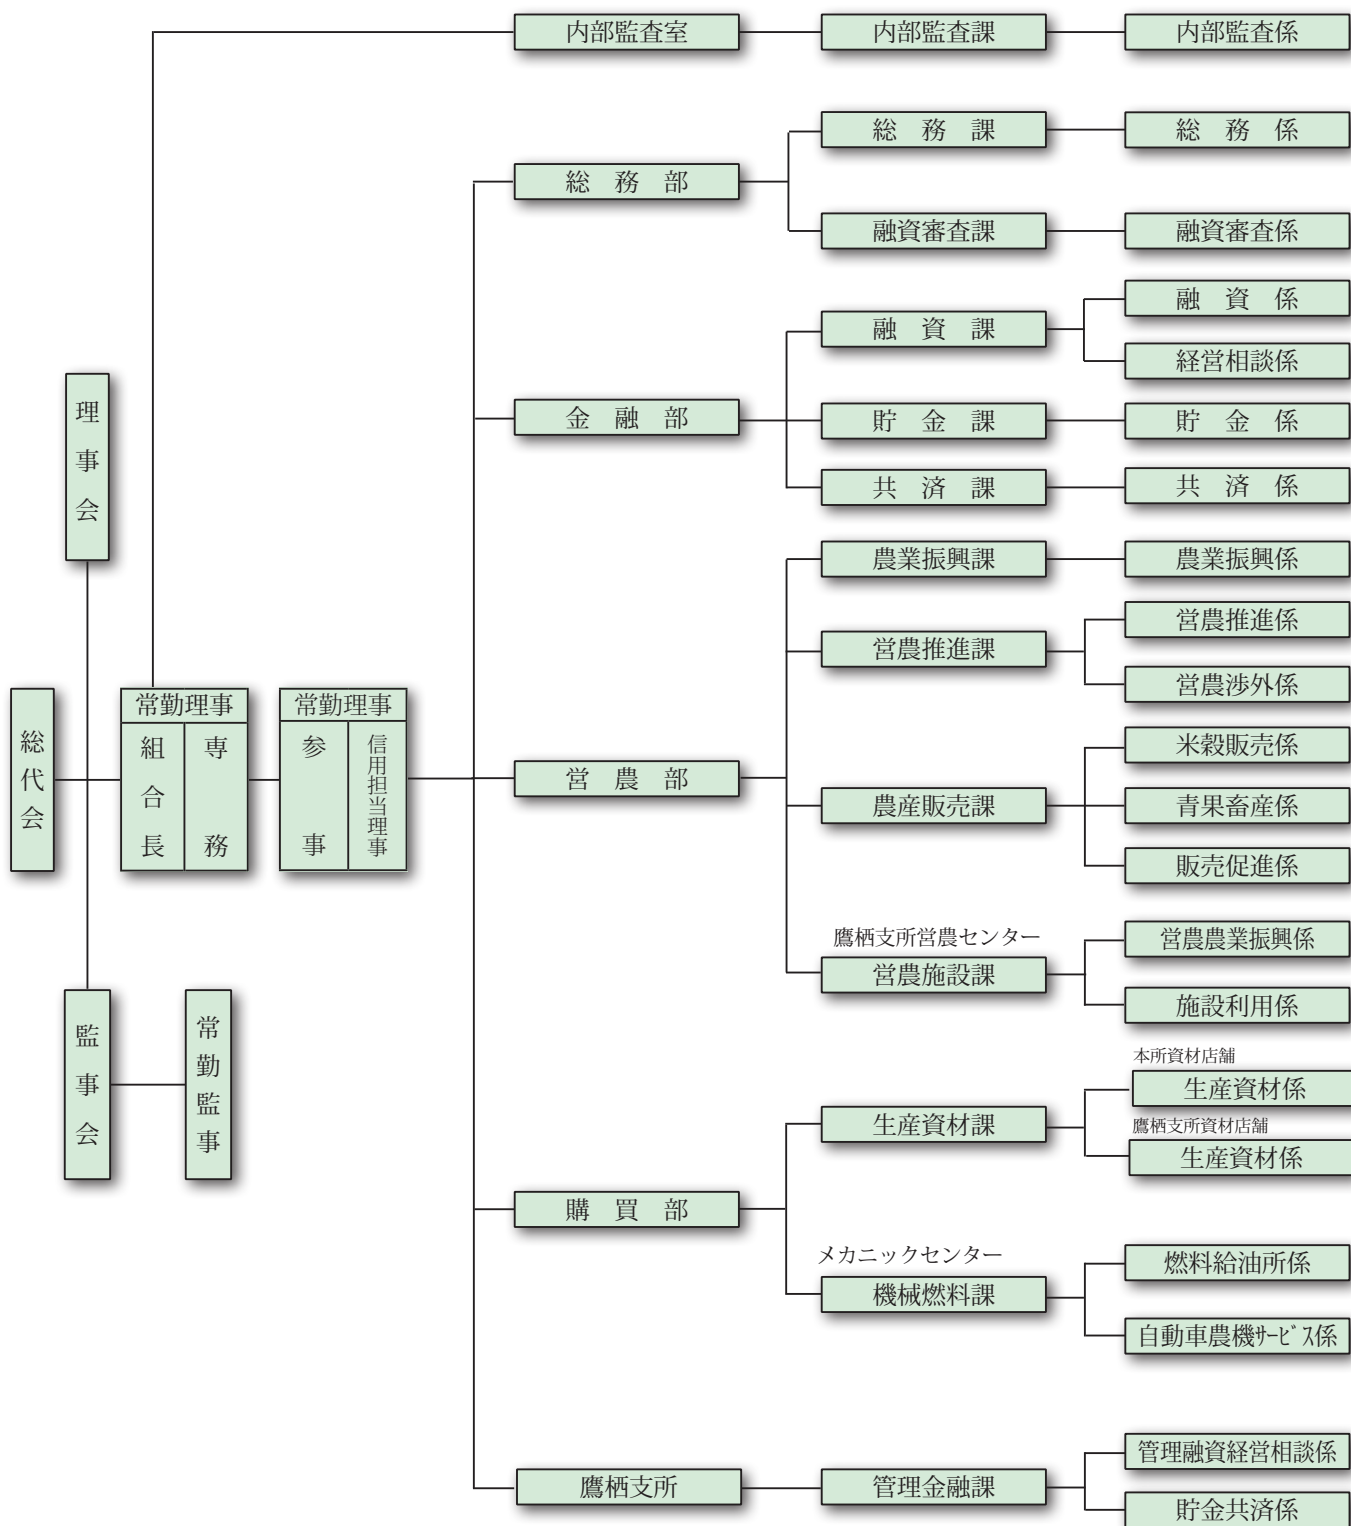 内部監査室 内部監査課 内部監査係
総務課 総務係
総務部
融資審査課 融資審査係
融資係
融資課
経営相談係
金融部 貯金課 貯金係
共済課 共済係
理事会
農業振興課 農業振興係
営農推進係
営農推進課
営農渉外係
総代会
常勤理事
組合長
専務
常勤理事
参事
信用担当理事
営農部
米穀販売係
農産販売課 青果畜産係
販売促進係
鷹栖支所営農センター
営農施設課
営農農業振興係
施設利用係
監事会
常勤監事
本所資材店舗
生産資材係
生産資材課
鷹栖支所資材店舗
生産資材係
購買部
メカニックセンター
機械燃料課
燃料給油所係
自動車農機ｻｰﾋﾞｽ係
管理融資経営相談係
鷹栖支所 管理金融課
貯金共済係